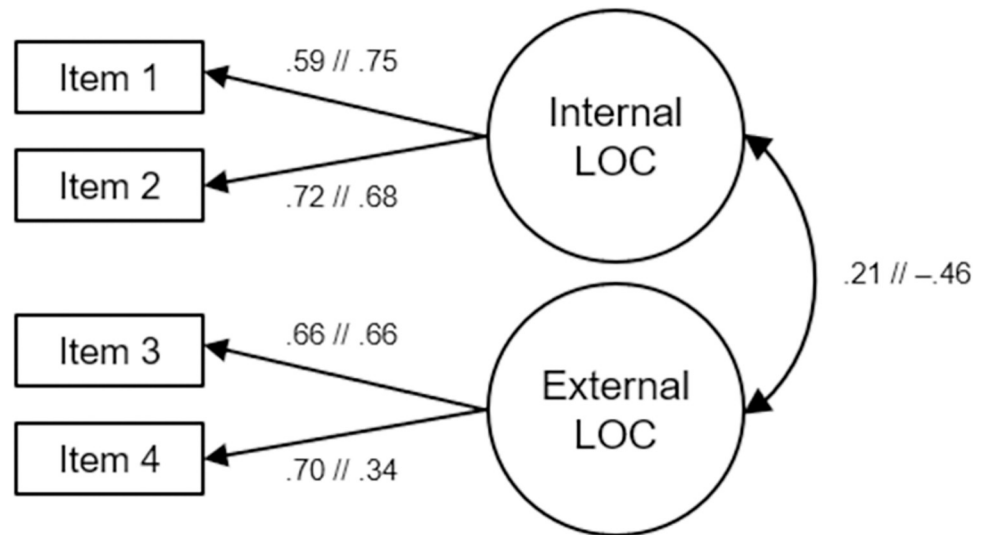 Item 1
.59 // .75
Internal
LOC
Item 2
.72 // .68
.21 // –.46
Item 3
.66 // .66
External
LOC
Item 4
.70 // .34